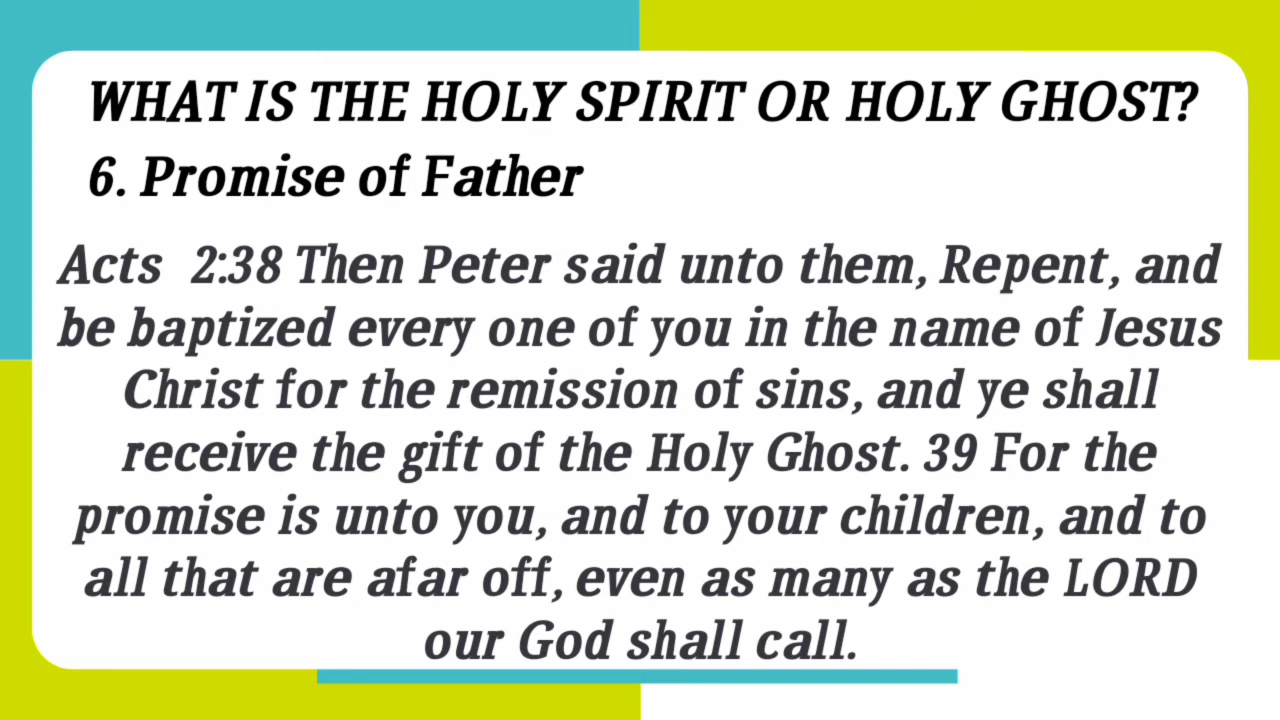 WHAT IS THE HOLY SPIRIT OR HOLY GHOST?
6. Promise of Father
Acts 2:38 Then Peter said unto them, Repent, and
be baptized every one of you in the name of Jesus
Christ for the remission of sins, and ye shall
receive the gift of the Holy Ghost. 39 For the
promise is unto you, and to your children, and to
all that are afar off, even as many as the LORD
our God shall call.